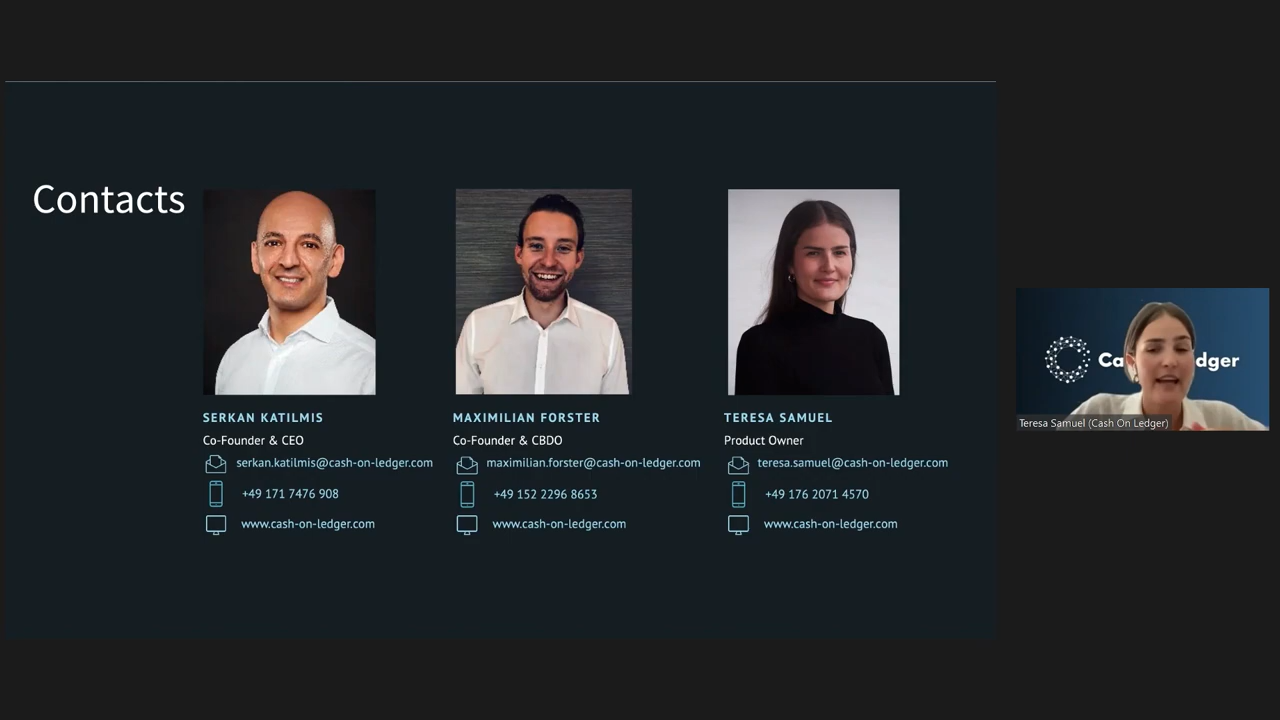 Contacts
SERKAN KATILMIS
Co-Founder & CEO
serkan.katilmis@cash-on-ledger.com
+49 171 7476 908
www.cash-on-ledger.com
MAXIMILIAN FORSTER
Co-Founder & CBDO
maximilian.forster@cash-on-ledger.com
+49 152 2296 8653
www.cash-on-ledger.com
TERESA SAMUEL
Product Owner
teresa.samuel@cash-on-ledger.com
+49 176 2071 4570
www.cash-on-ledger.com
Ca dger
Teresa Samuel (Cash On Ledger)